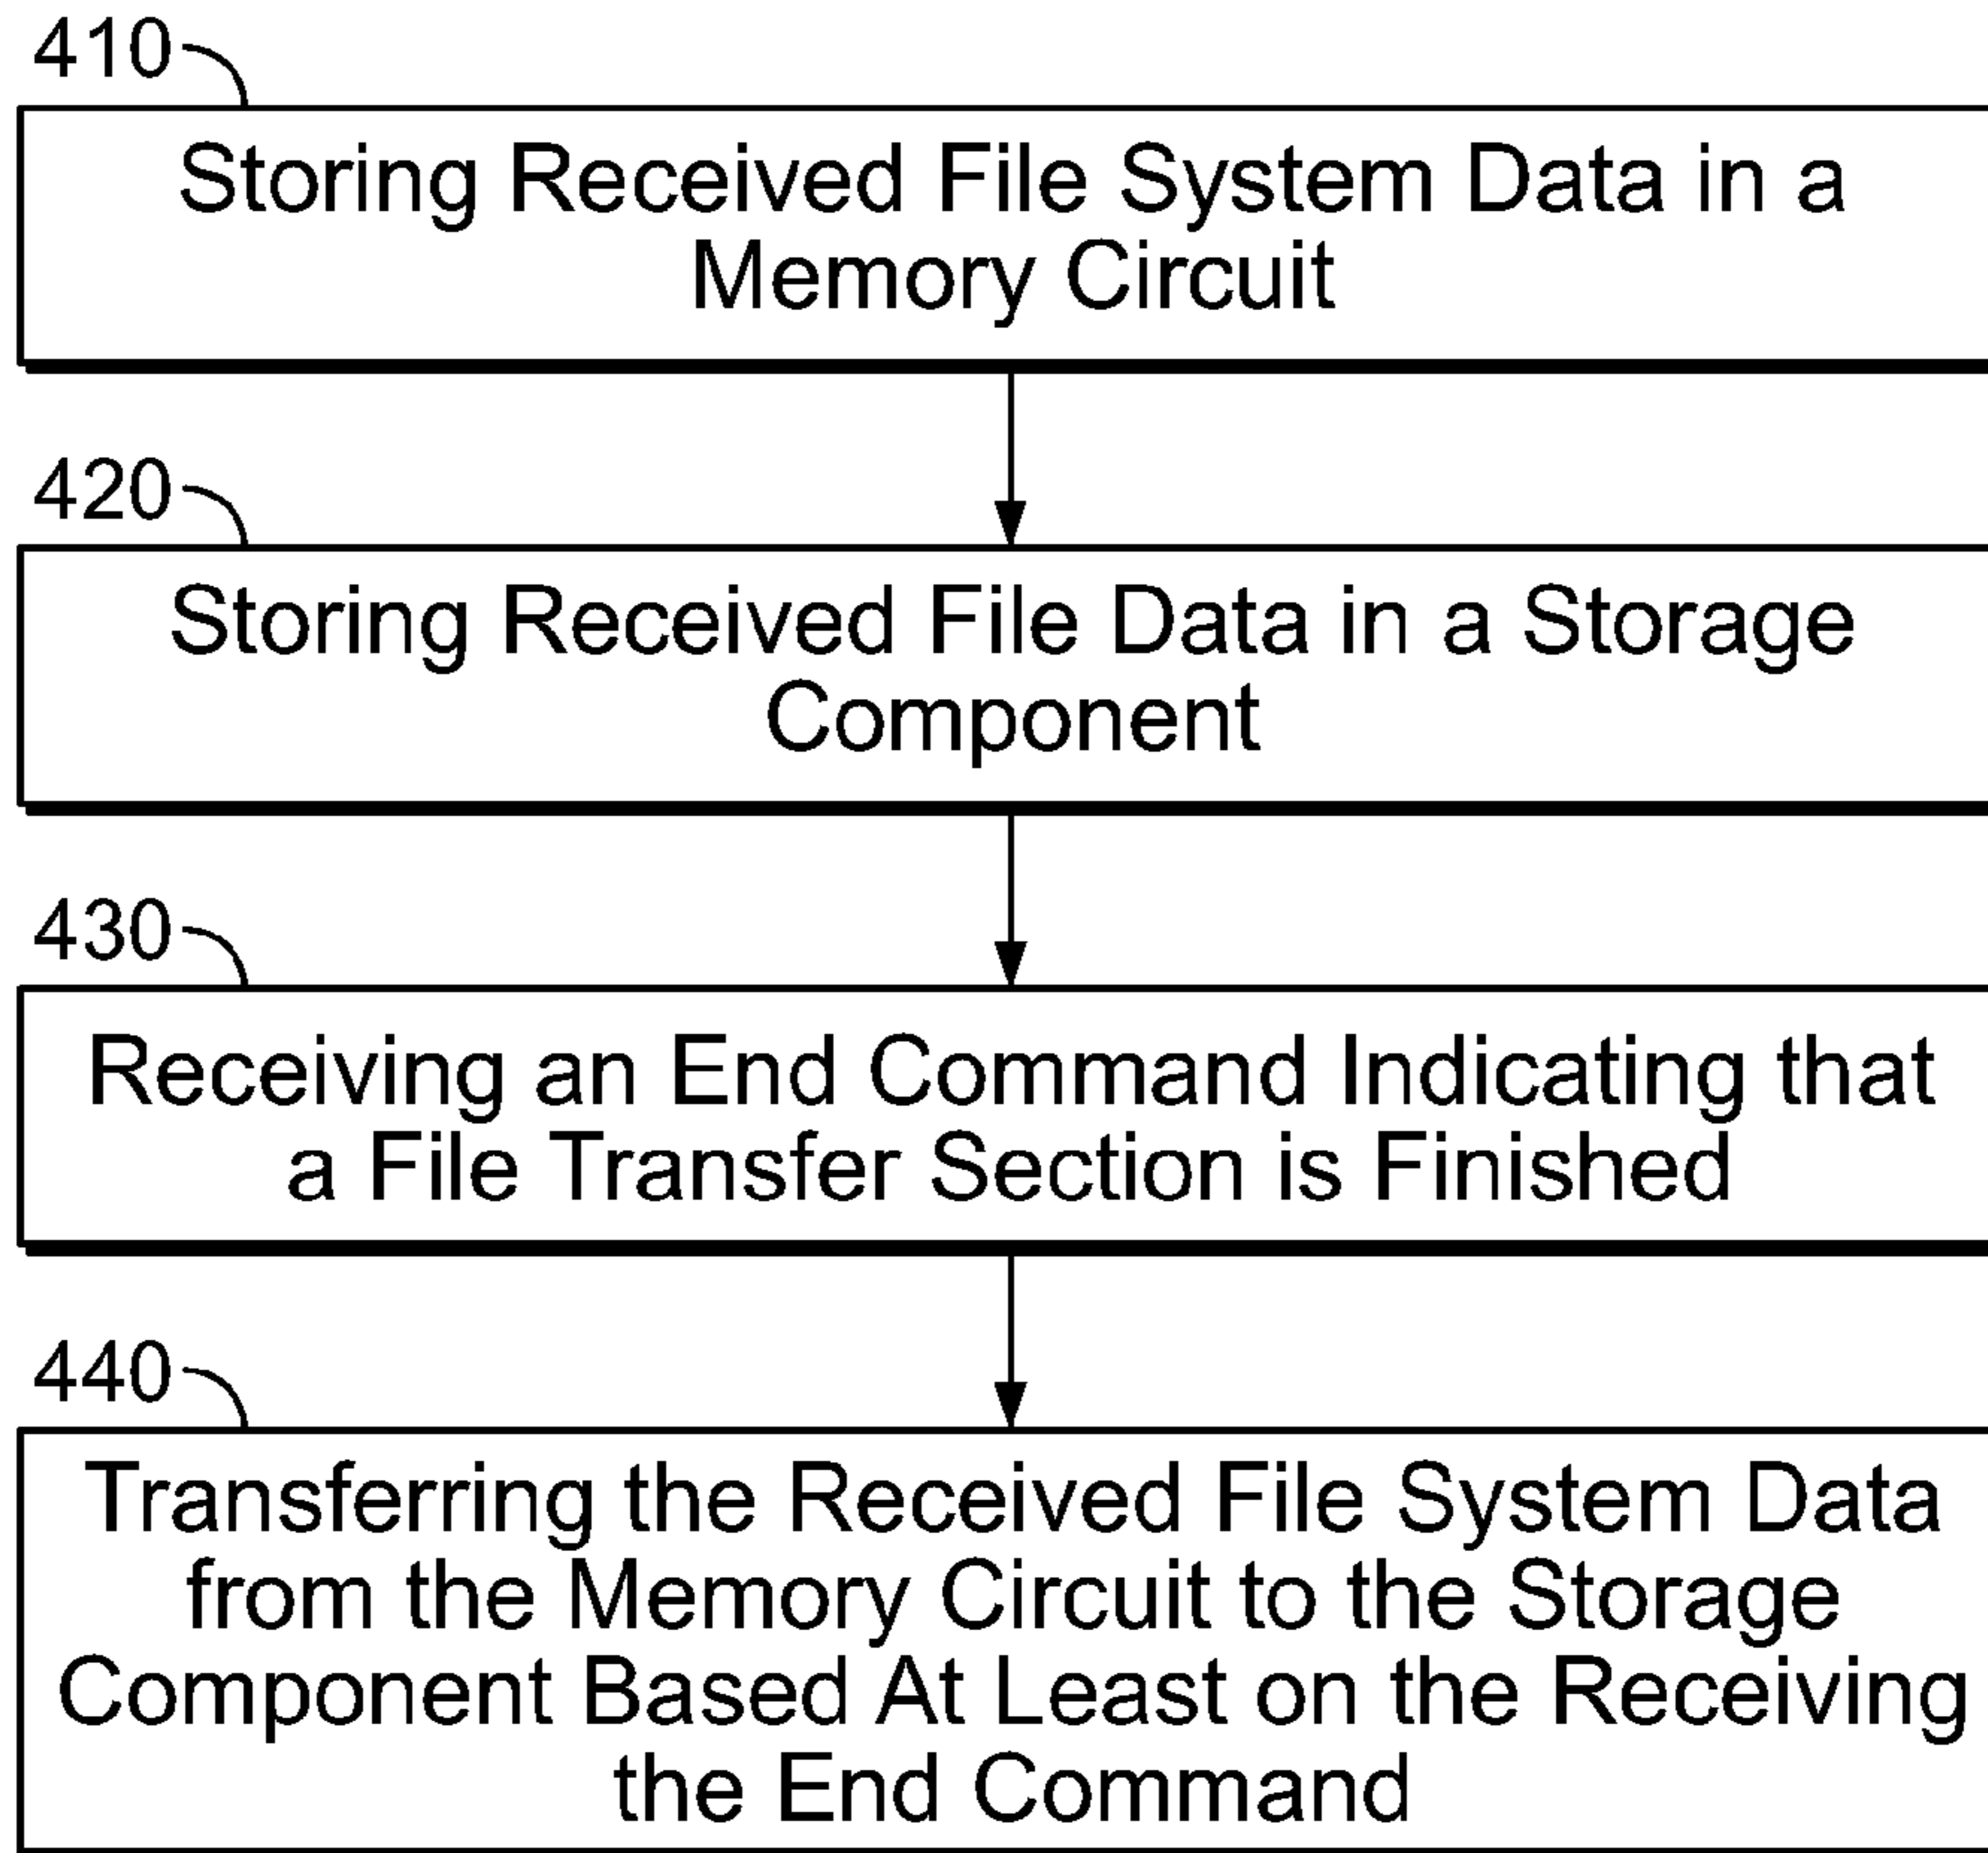 410
Storing Received File System Data in a
Memory Circuit
420
Storing Received File Data in a Storage
Component
430
Receiving an End Command Indicating that
a File Transfer Section is Finished
440
Transferring the Received File System Data
from the Memory Circuit to the Storage
Component Based At Least on the Receiving
the End Command